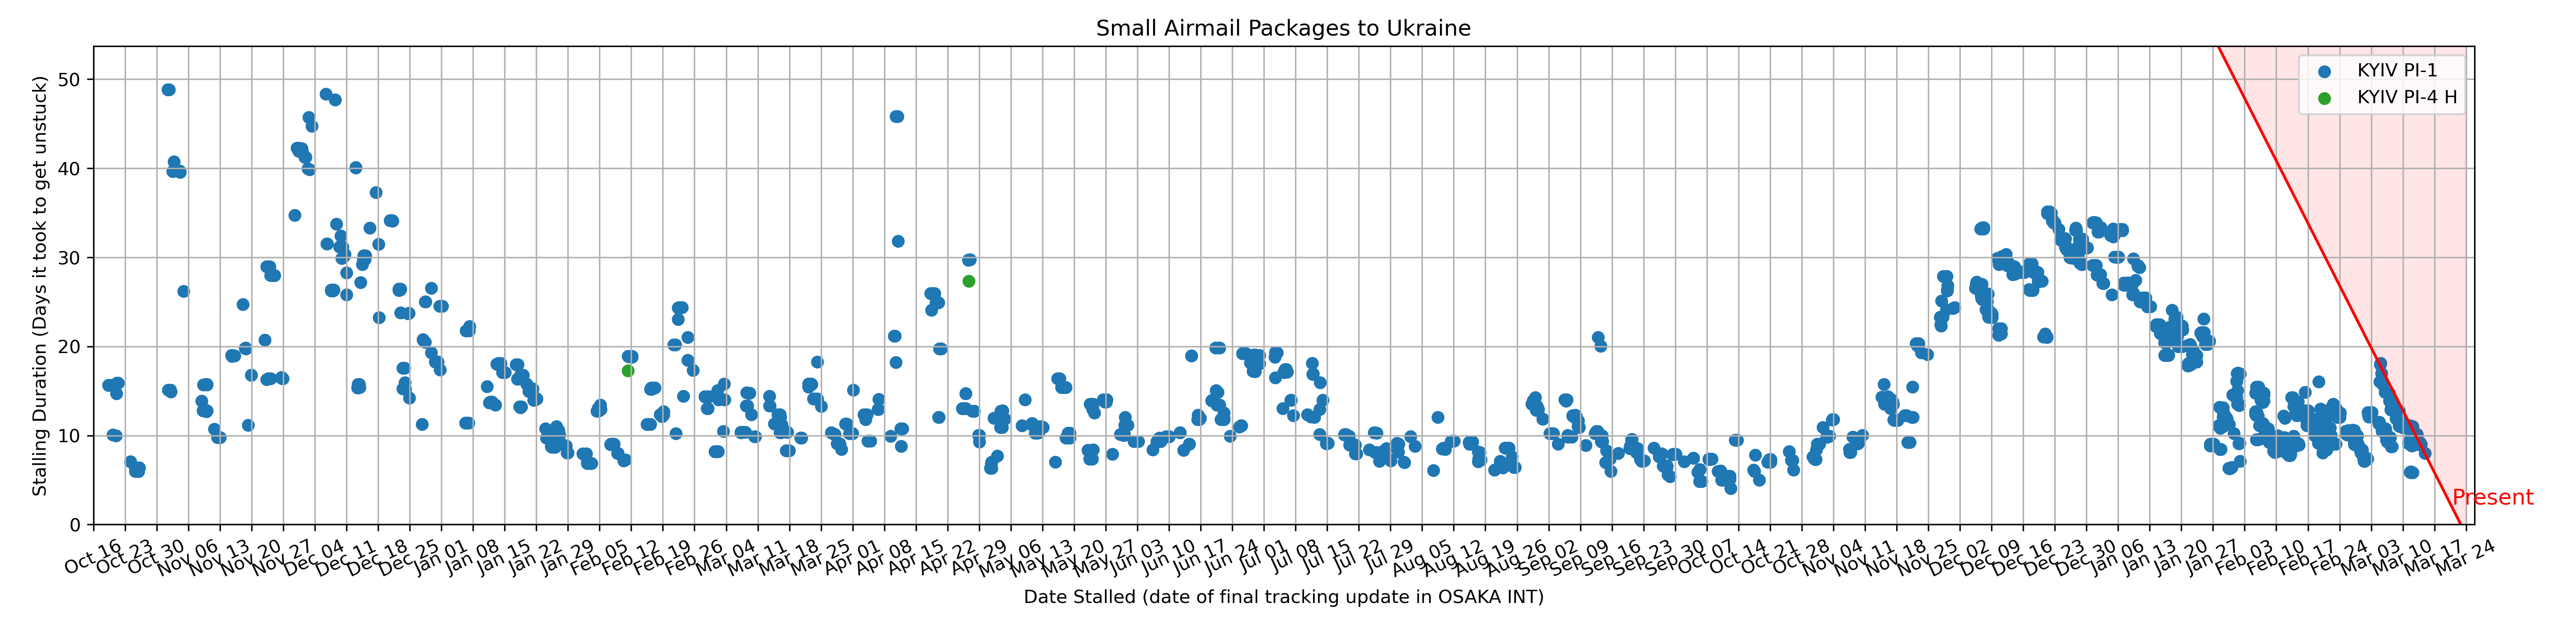 Small Airmail Packages to Ukraine
Stalling Duration (Days it took to get unstuck)
50
40
30
20
10
0
KYIV PI-1
KYIV PI-4 H
Present
Oct 16
Oct 23
Oct 30
Nov 06
Nov 13
Nov 20
Nov 27
Dec 04
Dec 11
Dec 18
Dec 25
Jan 01
Jan 08
Jan 15
Jan 22
Jan 29
Feb 05
Feb 12
Feb 19
Feb 26
Mar 04
Mar 11
Mar 18
Mar 25
Apr 01
Apr 08
Apr 15
Apr 22
Apr 29
May 06
May 13
May 20
May 27
Jun 03
Jun 10
Jun 17
Jun 24
Jul 01
Jul 08
Jul 15
Jul 22
Jul 29
Aug 05
Aug 12
Aug 19
Aug 26
Sep 02
Sep 09
Sep 16
Sep 23
Sep 30
Oct 07
Oct 14
Oct 21
Oct 28
Nov 04
Nov 11
Nov 18
Nov 25
Dec 02
Dec 09
Dec 16
Dec 23
Dec 30
Jan 06
Jan 13
Jan 20
Jan 27
Feb 03
Feb 10
Feb 17
Feb 24
Mar 03
Mar 10
Mar 17
Mar 24
Date Stalled (date of final tracking update in OSAKA INT)